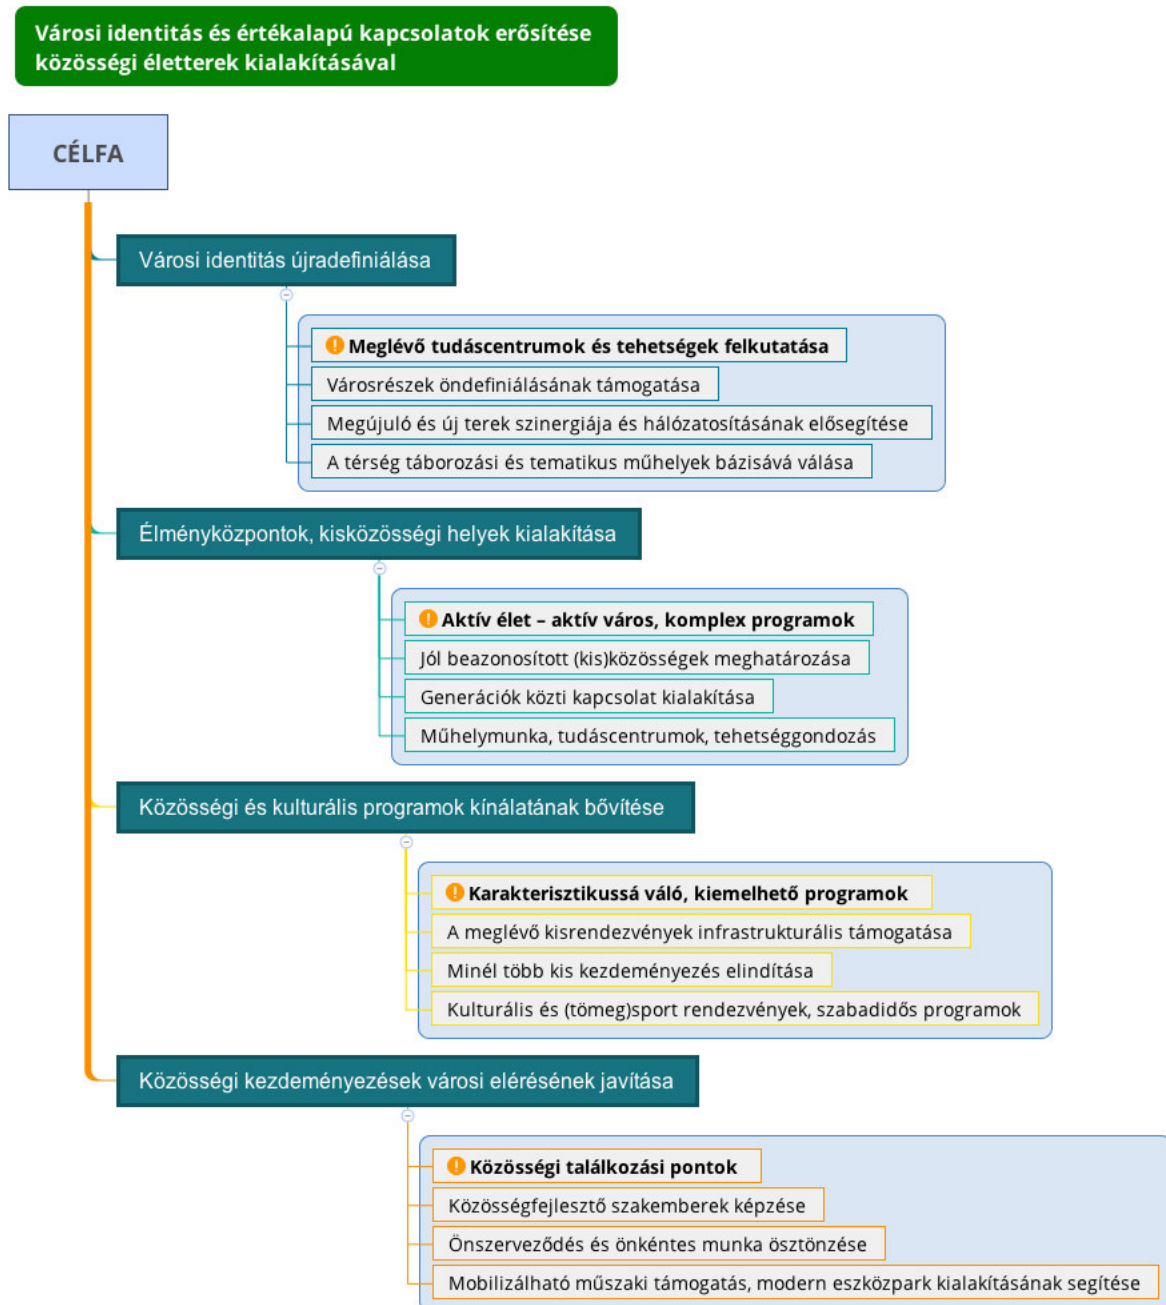 Városi identitás és értékalapú kapcsolatok erősítése
közösségi életterek kialakításával
CÉLFA
Városi identitás újradefiniálása
Meglévő tudáscentrumok és tehetségek felkutatása
Városrészek öndefiniálásának támogatása
Megújuló és új terek szinergiája és hálózatosításának elősegítése
A térség táborozási és tematikus műhelyek bázisává válása
Élményközpontok, kisközösségi helyek kialakítása
Aktív élet – aktív város, komplex programok
Jól beazonosított (kis)közösségek meghatározása
Generációk közti kapcsolat kialakítása
Műhelymunka, tudáscentrumok, tehetséggondozás
Közösségi és kulturális programok kínálatának bővítése
Karakterisztikussá váló, kiemelhető programok
A meglévő kisrendezvények infrastrukturális támogatása
Minél több kis kezdeményezés elindítása
Kulturális és (tömeg)sport rendezvények, szabadidős programok
Közösségi kezdeményezések városi elérésének javítása
Közösségi találkozási pontok
Közösségfejlesztő szakemberek képzése
Önszerveződés és önkéntes munka ösztönzése
Mobilizálható műszaki támogatás, modern eszközpark kialakításának segítése